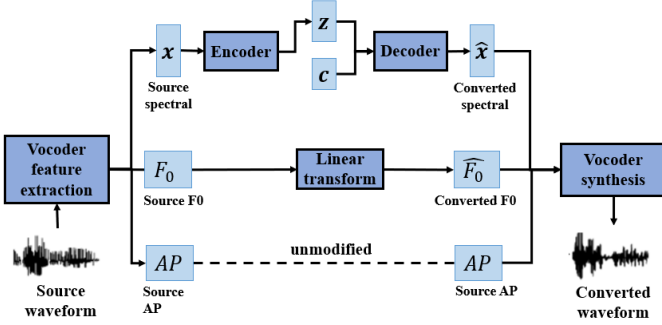 x
Encoder
z
c
Decoder
x̂
Source
spectral
Converted
spectral
Vocoder
feature
extraction
F₀
Source F0
Linear
transform
F̂₀
Converted F0
Vocoder
synthesis
AP
Source
AP
unmodified
AP
Source AP
Source
waveform
Converted
waveform